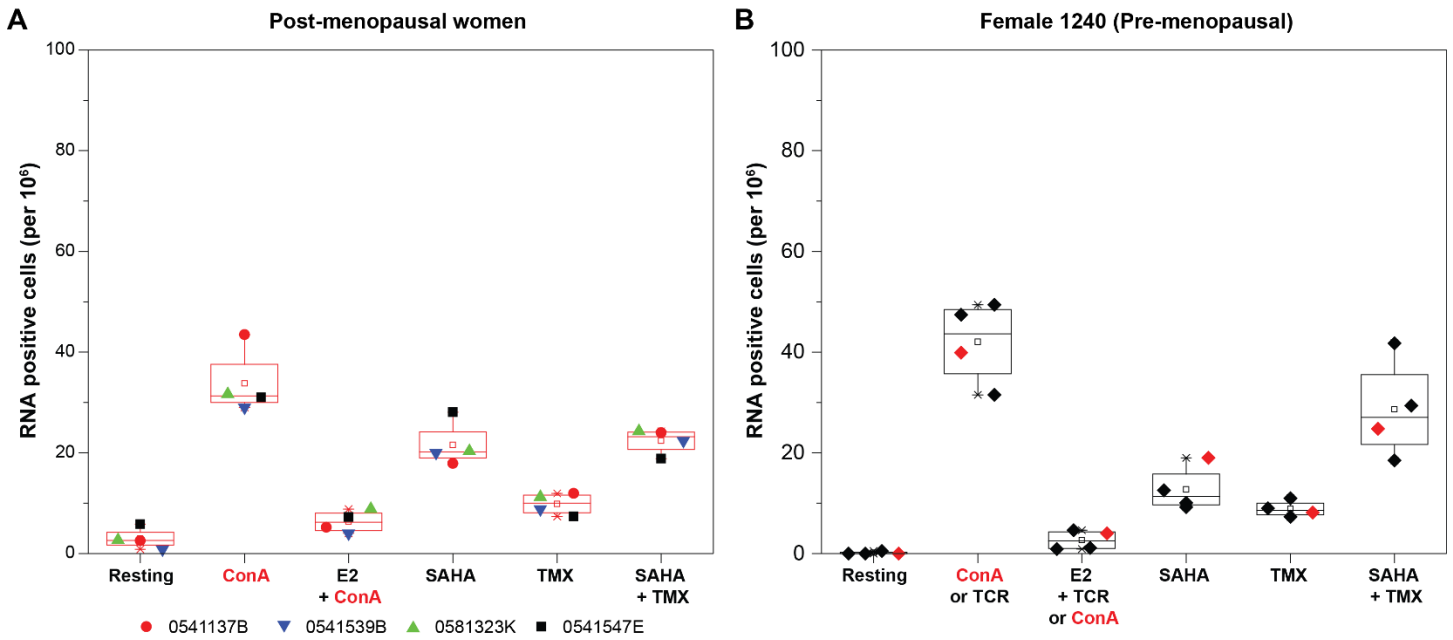 A
Post-menopausal women
RNA positive cells (per 10⁶)
100
80
60
40
20
0
Resting
ConA
E2
+ ConA
SAHA
TMX
SAHA
+ TMX
0541137B
0541539B
0581323K
0541547E
B
Female 1240 (Pre-menopausal)
RNA positive cells (per 10⁶)
100
80
60
40
20
0
Resting
ConA
or TCR
E2
+ TCR
or ConA
SAHA
TMX
SAHA
+ TMX